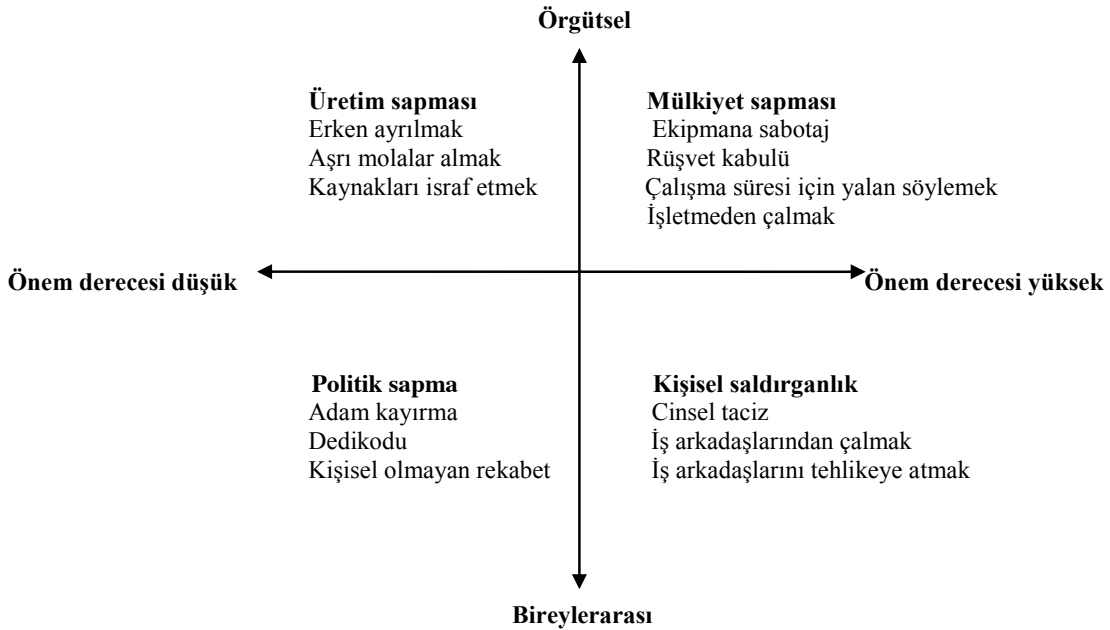 Örgütsel
Üretim sapması
Erken ayrılmak
Aşrı molalar almak
Kaynakları israf etmek
Mülkiyet sapması
Ekipmana sabotaj
Rüşvet kabulü
Çalışma süresi için yalan söylemek
İşletmeden çalmak
Önem derecesi düşük
Önem derecesi yüksek
Politik sapma
Adam kayırma
Dedikodu
Kişisel olmayan rekabet
Kişisel saldırganlık
Cinsel taciz
İş arkadaşlarından çalmak
İş arkadaşlarını tehlikeye atmak
Bireylerarası